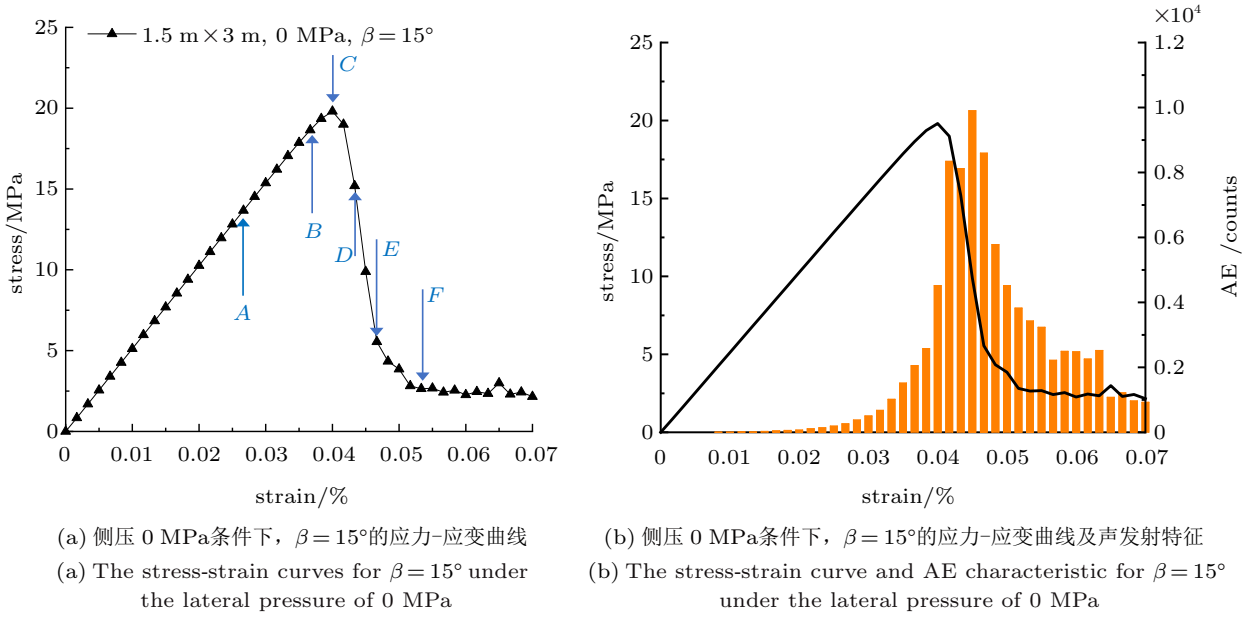 1.5 m×3 m, 0 MPa, β=15°
25
20
15
10
5
0
stress/MPa
A
B
C
D
E
F
0
0.01
0.02
0.03
0.04
0.05
0.06
0.07
strain/%
(a) 侧压 0 MPa条件下，β=15°的应力-应变曲线
(a) The stress-strain curves for β=15° under
the lateral pressure of 0 MPa
×10⁴
25
20
15
10
5
0
stress/MPa
1.2
1.0
0.8
0.6
0.4
0.2
0
AE /counts
0
0.01
0.02
0.03
0.04
0.05
0.06
0.07
strain/%
(b) 侧压 0 MPa条件下，β=15°的应力-应变曲线及声发射特征
(b) The stress-strain curve and AE characteristic for β=15°
under the lateral pressure of 0 MPa